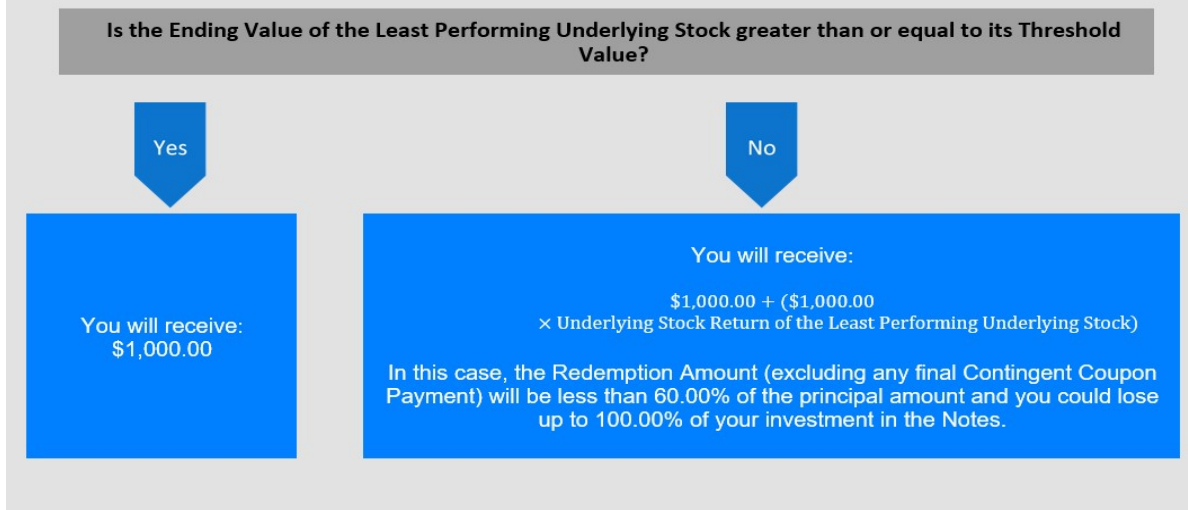 Is the Ending Value of the Least Performing Underlying Stock greater than or equal to its Threshold
Value?
Yes
No
You will receive:
$1,000.00
You will receive:
$1,000.00 + ($1,000.00
× Underlying Stock Return of the Least Performing Underlying Stock)
In this case, the Redemption Amount (excluding any final Contingent Coupon
Payment) will be less than 60.00% of the principal amount and you could lose
up to 100.00% of your investment in the Notes.